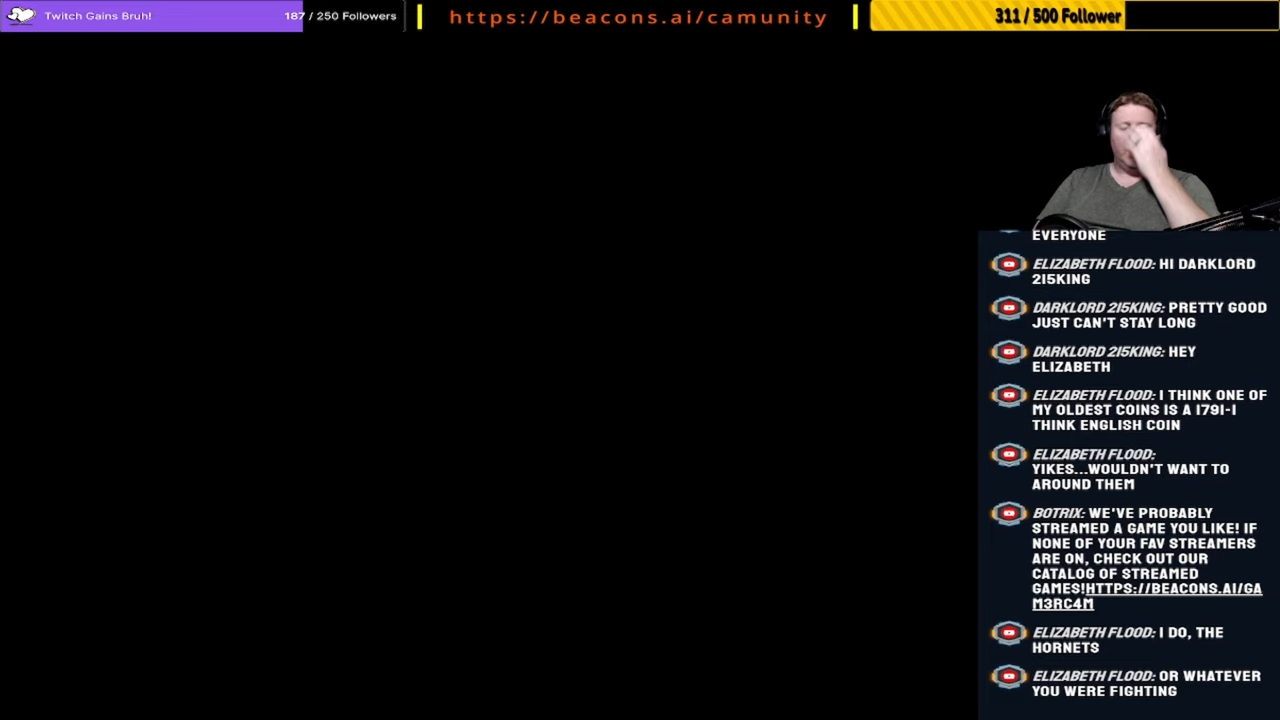 Twitch Gains Bruh!
187 / 250 Followers
https://beacons.ai/camunity
311 / 500 Follower
EVERYONE
ELIZABETH FLOOD: HI DARKLORD
215KING
DARKLORD 215KING: PRETTY GOOD
JUST CAN'T STAY LONG
DARKLORD 215KING: HEY
ELIZABETH
ELIZABETH FLOOD: I THINK ONE OF
MY OLDEST COINS IS A 1791-I
THINK ENGLISH COIN
ELIZABETH FLOOD:
YIKES...WOULDN'T WANT TO
AROUND THEM
BOTRIX: WE'VE PROBABLY
STREAMED A GAME YOU LIKE! IF
NONE OF YOUR FAV STREAMERS
ARE ON, CHECK OUT OUR
CATALOG OF STREAMED
GAMES!HTTPS://BEACONS.AI/GA
M3RC4M
ELIZABETH FLOOD: I DO, THE
HORNETS
ELIZABETH FLOOD: OR WHATEVER
YOU WERE FIGHTING